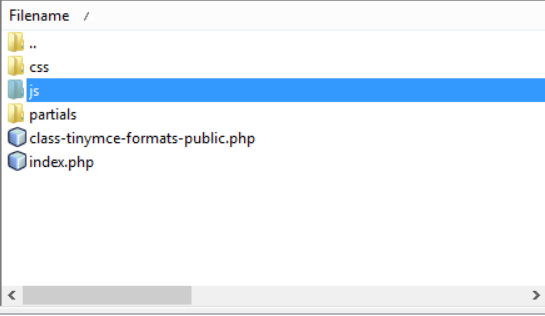 Filename /
..
css
js
partials
class-tinymce-formats-public.php
index.php